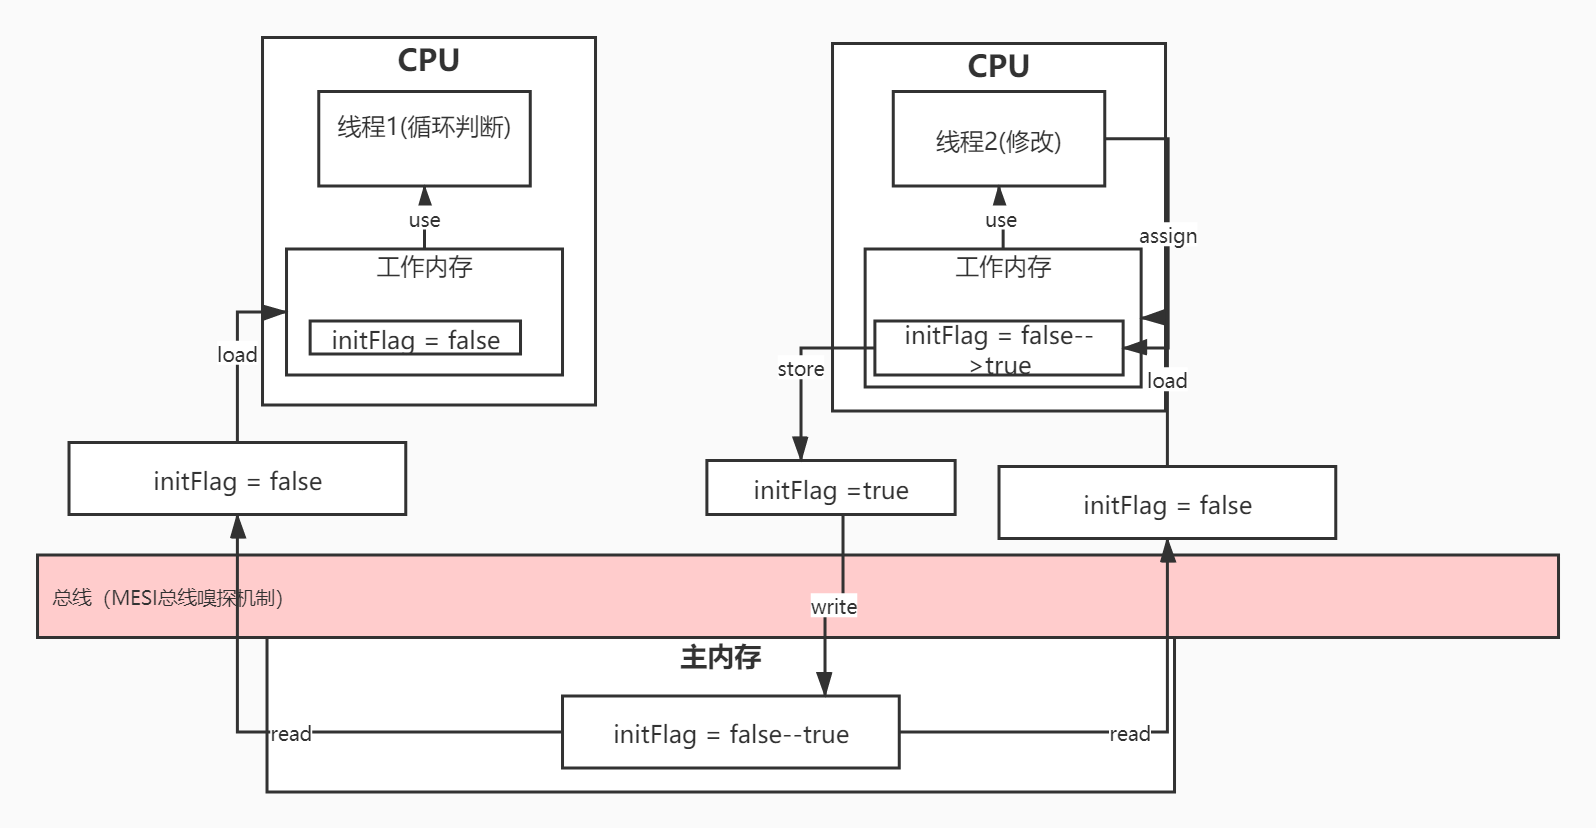 CPU
线程1(循环判断)
use
工作内存
initFlag = false
load
initFlag = false
CPU
线程2(修改)
use
assign
工作内存
initFlag = false--
>true
store
load
initFlag =true
initFlag = false
总线（MESI总线嗅探机制）
write
主内存
read
initFlag = false--true
read